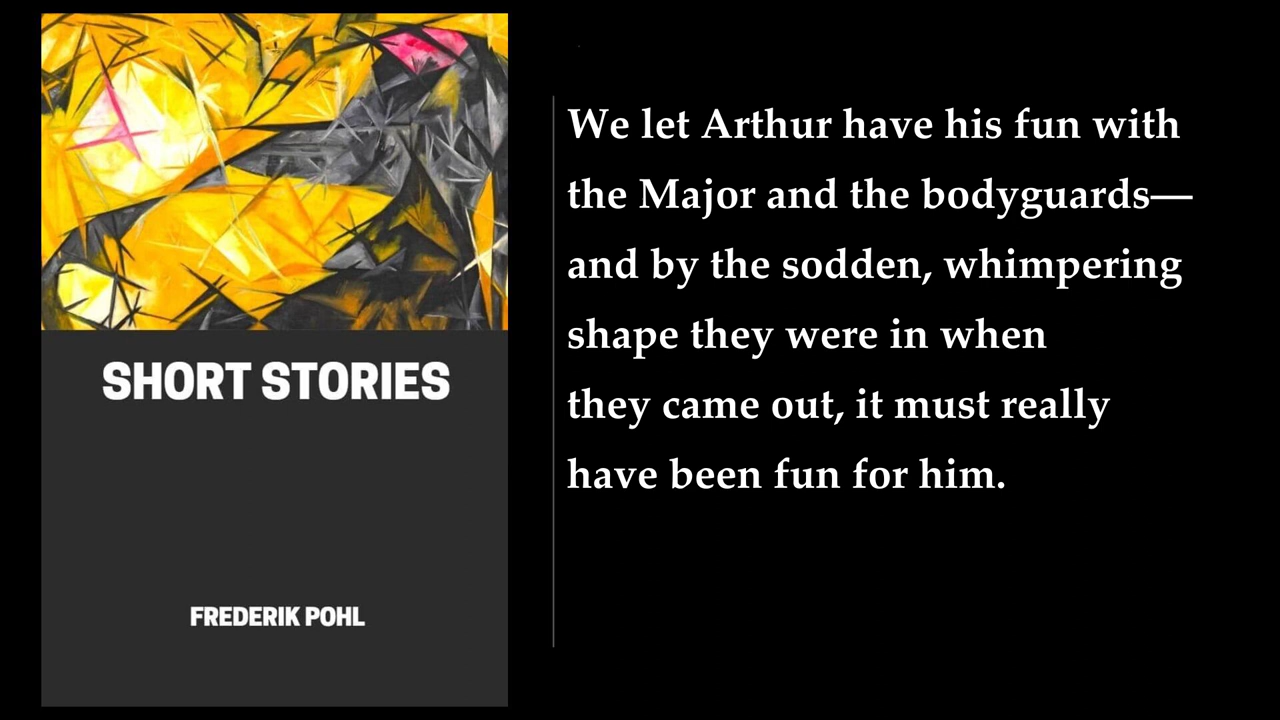 SHORT STORIES
FREDERIK POHL
We let Arthur have his fun with
the Major and the bodyguards—
and by the sodden, whimpering
shape they were in when
they came out, it must really
have been fun for him.